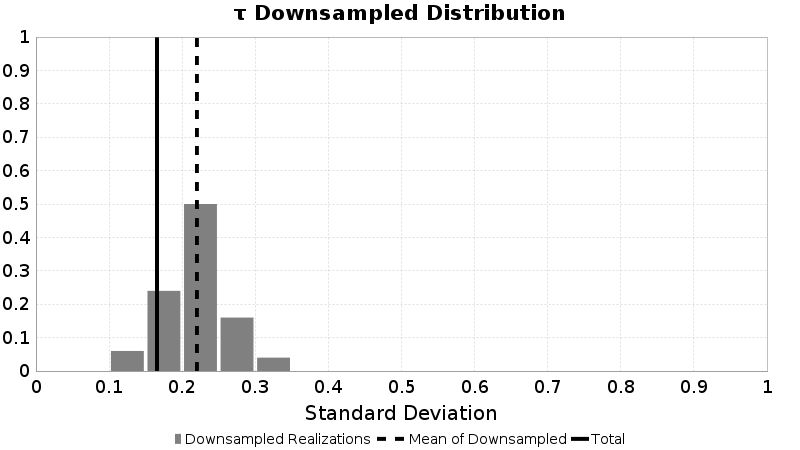 τ Downsampled Distribution
1
0.9
0.8
0.7
0.6
0.5
0.4
0.3
0.2
0.1
0
0 0.1 0.2 0.3 0.4 0.5 0.6 0.7 0.8 0.9 1
Standard Deviation
Downsampled Realizations Mean of Downsampled Total